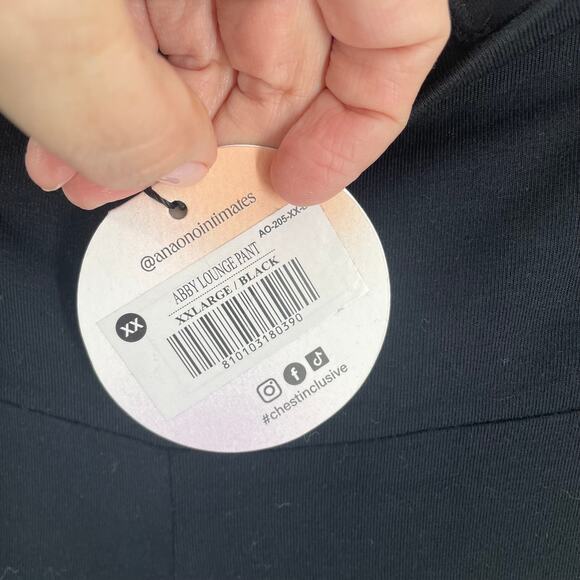 @anaonointimates
AO-205-XX-
ABBY LOUNGE PANT
XXLARGE / BLACK
XX
810103180390
#chestinclusive